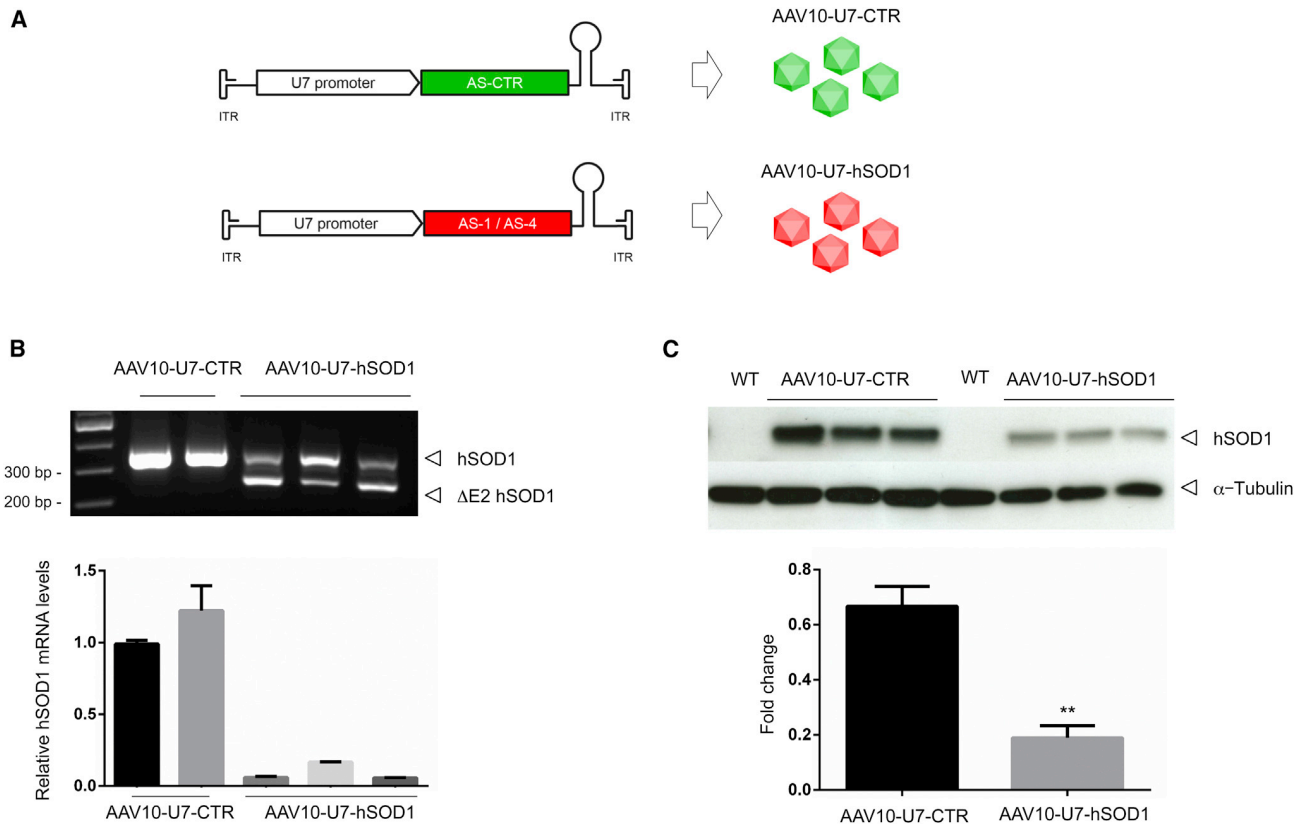 A
AAV10-U7-CTR
U7 promoter
AS-CTR
ITR
ITR
AAV10-U7-hSOD1
U7 promoter
AS-1 / AS-4
ITR
ITR
B
AAV10-U7-CTR
AAV10-U7-hSOD1
hSOD1
300 bp -
ΔE2 hSOD1
200 bp -
Relative hSOD1 mRNA levels
1.5
1.0
0.5
0.0
AAV10-U7-CTR
AAV10-U7-hSOD1
C
WT
AAV10-U7-CTR
WT
AAV10-U7-hSOD1
hSOD1
α−Tubulin
Fold change
0.8
0.6
0.4
0.2
0.0
**
AAV10-U7-CTR
AAV10-U7-hSOD1